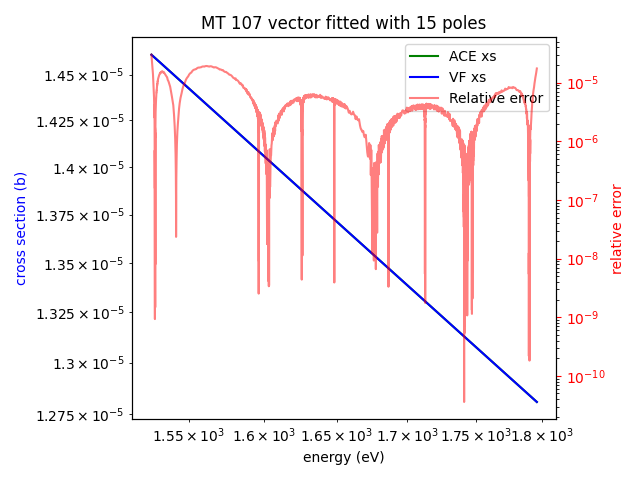 MT 107 vector fitted with 15 poles
ACE xs
VF xs
Relative error
1.45 × 10⁻⁵
1.425 × 10⁻⁵
1.4 × 10⁻⁵
1.375 × 10⁻⁵
1.35 × 10⁻⁵
1.325 × 10⁻⁵
1.3 × 10⁻⁵
1.275 × 10⁻⁵
cross section (b)
10⁻⁵
10⁻⁶
10⁻⁷
10⁻⁸
10⁻⁹
10⁻¹⁰
relative error
1.55 × 10³ 1.6 × 10³ 1.65 × 10³ 1.7 × 10³ 1.75 × 10³ 1.8 × 10³
energy (eV)